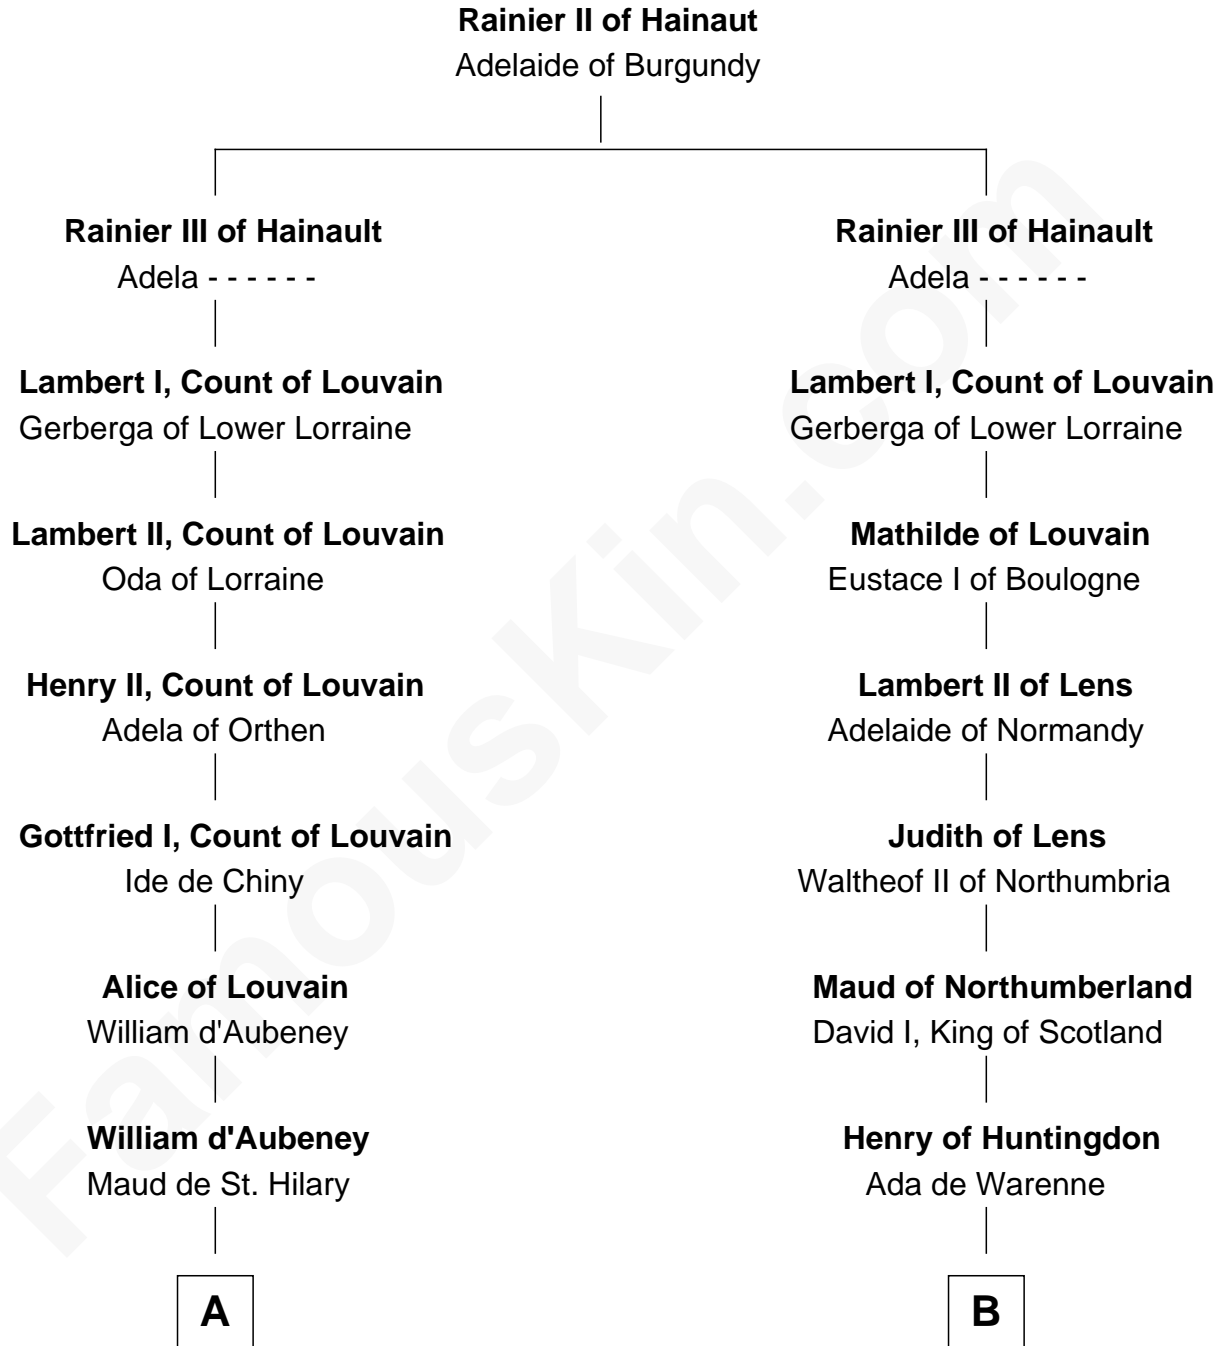 Rainier II of Hainaut
Adelaide of Burgundy
Rainier III of Hainault
Adela - - - - - -
Lambert I, Count of Louvain
Gerberga of Lower Lorraine
Lambert II, Count of Louvain
Oda of Lorraine
Henry II, Count of Louvain
Adela of Orthen
Gottfried I, Count of Louvain
Ide de Chiny
Alice of Louvain
William d'Aubeney
William d'Aubeney
Maud de St. Hilary
A
Rainier III of Hainault
Adela - - - - - -
Lambert I, Count of Louvain
Gerberga of Lower Lorraine
Mathilde of Louvain
Eustace I of Boulogne
Lambert II of Lens
Adelaide of Normandy
Judith of Lens
Waltheof II of Northumbria
Maud of Northumberland
David I, King of Scotland
Henry of Huntingdon
Ada de Warenne
B
FamousKin.com